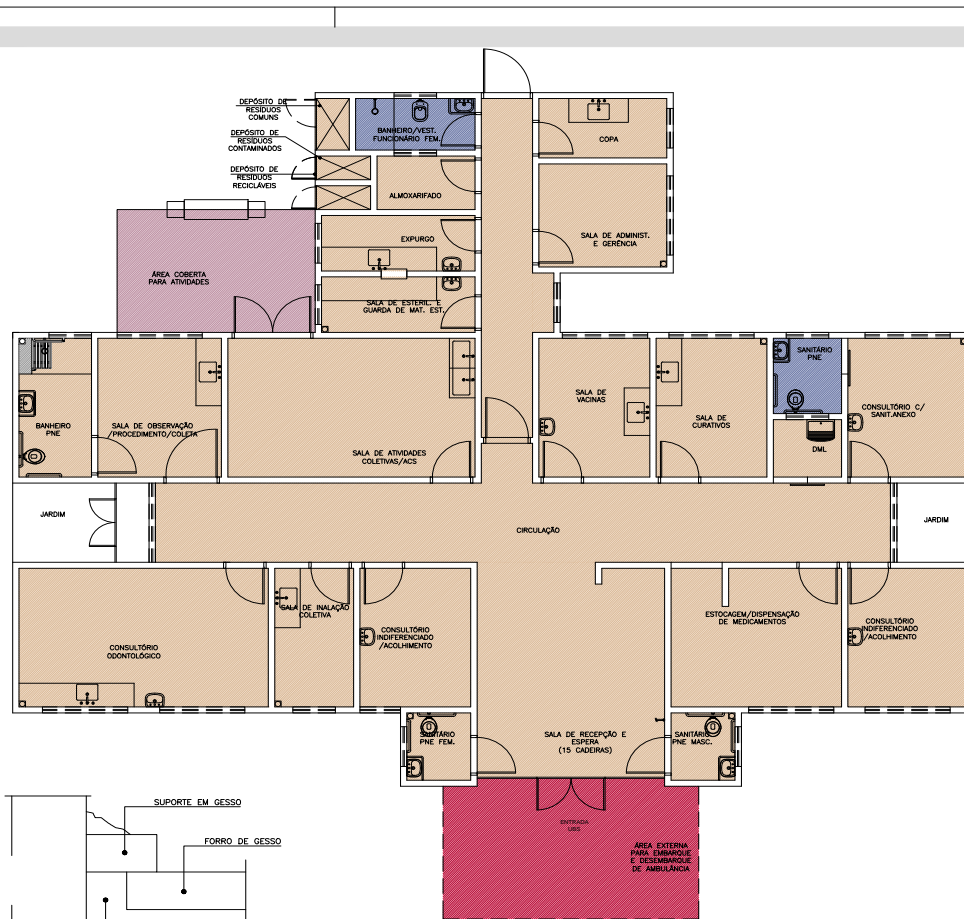 DEPÓSITO DE
RESÍDUOS
COMUNS
DEPÓSITO DE
RESÍDUOS
CONTAMINADOS
DEPÓSITO DE
RESÍDUOS
RECICLÁVEIS
BANHEIRO/VEST.
FUNCIONÁRIO FEM.
COPA
ALMOXARIFADO
SALA DE ADMINIST.
E GERÊNCIA
EXPURGO
ÁREA COBERTA
PARA ATIVIDADES
SALA DE ESTERIL. E
GUARDA DE MAT. EST.
BANHEIRO
PNE
SALA DE OBSERVAÇÃO
/PROCEDIMENTO/COLETA
SALA DE ATIVIDADES
COLETIVAS/ACS
SALA DE
VACINAS
SALA DE
CURATIVOS
SANITÁRIO
PNE
DML
CONSULTÓRIO C/
SANIT.ANEXO
JARDIM
CIRCULAÇÃO
JARDIM
CONSULTÓRIO
ODONTOLÓGICO
SALA DE INALAÇÃO
COLETIVA
CONSULTÓRIO
INDIFERENCIADO
/ACOLHIMENTO
ESTOCAGEM/DISPENSAÇÃO
DE MEDICAMENTOS
CONSULTÓRIO
INDIFERENCIADO
/ACOLHIMENTO
SANITÁRIO
PNE FEM.
SALA DE RECEPÇÃO E
ESPERA
(15 CADEIRAS)
SANITÁRIO
PNE MASC.
ENTRADA
UBS
ÁREA EXTERNA
PARA EMBARQUE
E DESEMBARQUE
DE AMBULÂNCIA
SUPORTE EM GESSO
FORRO DE GESSO